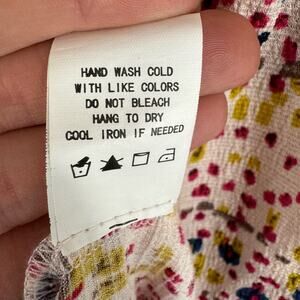 HAND WASH COLD
WITH LIKE COLORS
DO NOT BLEACH
HANG TO DRY
COOL IRON IF NEEDED